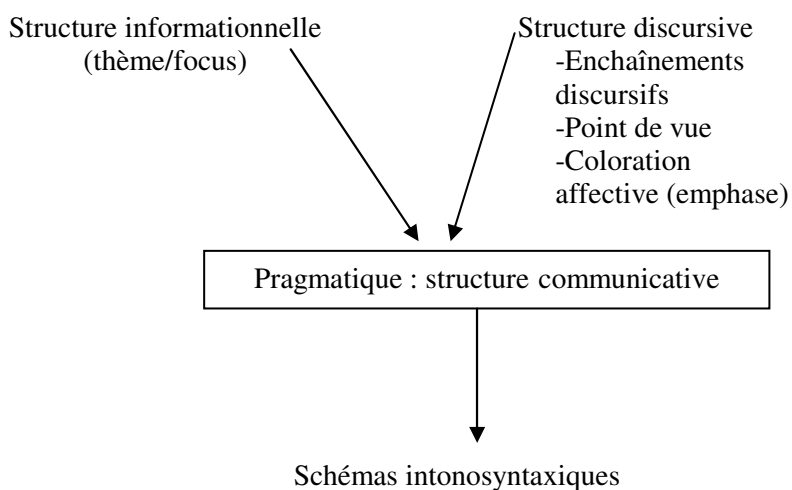 Structure informationnelle
(thème/focus)
Structure discursive
-Enchaînements
discursifs
-Point de vue
-Coloration
affective (emphase)
Pragmatique : structure communicative
Schémas intonosyntaxiques